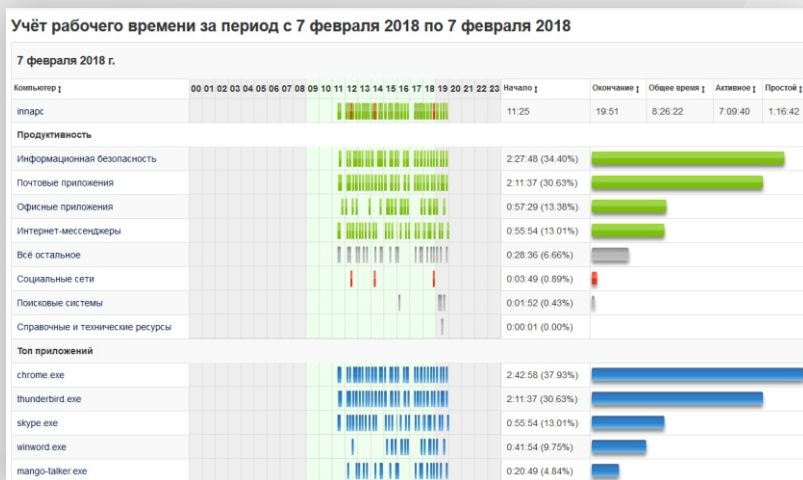 Учёт рабочего времени за период с 7 февраля 2018 по 7 февраля 2018
7 февраля 2018 г.
Компьютер 00 01 02 03 04 05 06 07 08 09 10 11 12 13 14 15 16 17 18 19 20 21 22 23 Начало Окончание Общее время Активное Простой
innapc 11:25 19:51 8:26:22 7:09:40 1:16:42
Продуктивность
Информационная безопасность 2:27:48 (34.40%)
Почтовые приложения 2:11:37 (30.63%)
Офисные приложения 0:57:29 (13.38%)
Интернет-мессенджеры 0:55:54 (13.01%)
Всё остальное 0:28:36 (6.66%)
Социальные сети 0:03:49 (0.89%)
Поисковые системы 0:01:52 (0.43%)
Справочные и технические ресурсы 0:00:01 (0.00%)
Топ приложений
chrome.exe 2:42:58 (37.93%)
thunderbird.exe 2:11:37 (30.63%)
skype.exe 0:55:54 (13.01%)
winword.exe 0:41:54 (9.75%)
mango-talker.exe 0:20:49 (4.84%)